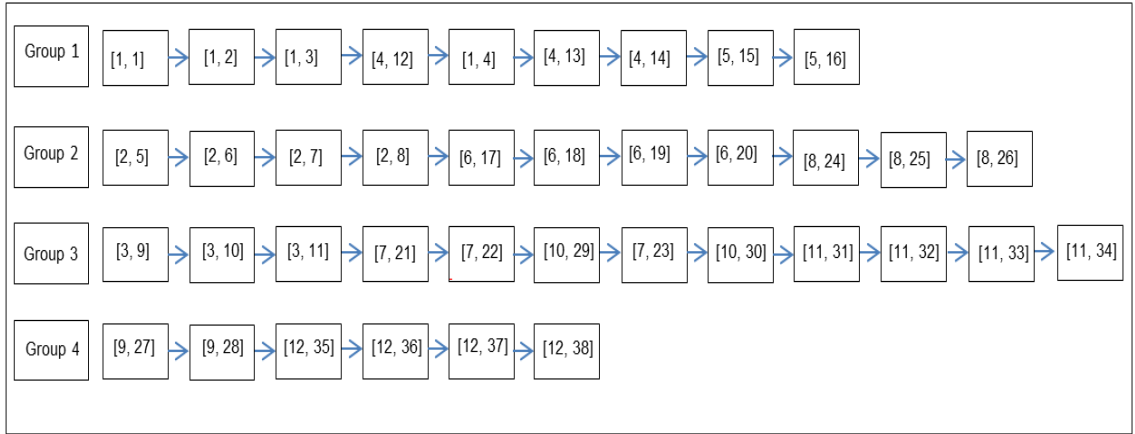 Group 1 [1, 1] [1, 2] [1, 3] [4, 12] [1, 4] [4, 13] [4, 14] [5, 15] [5, 16]
Group 2 [2, 5] [2, 6] [2, 7] [2, 8] [6, 17] [6, 18] [6, 19] [6, 20] [8, 24] [8, 25] [8, 26]
Group 3 [3, 9] [3, 10] [3, 11] [7, 21] [7, 22] [10, 29] [7, 23] [10, 30] [11, 31] [11, 32] [11, 33] [11, 34]
Group 4 [9, 27] [9, 28] [12, 35] [12, 36] [12, 37] [12, 38]